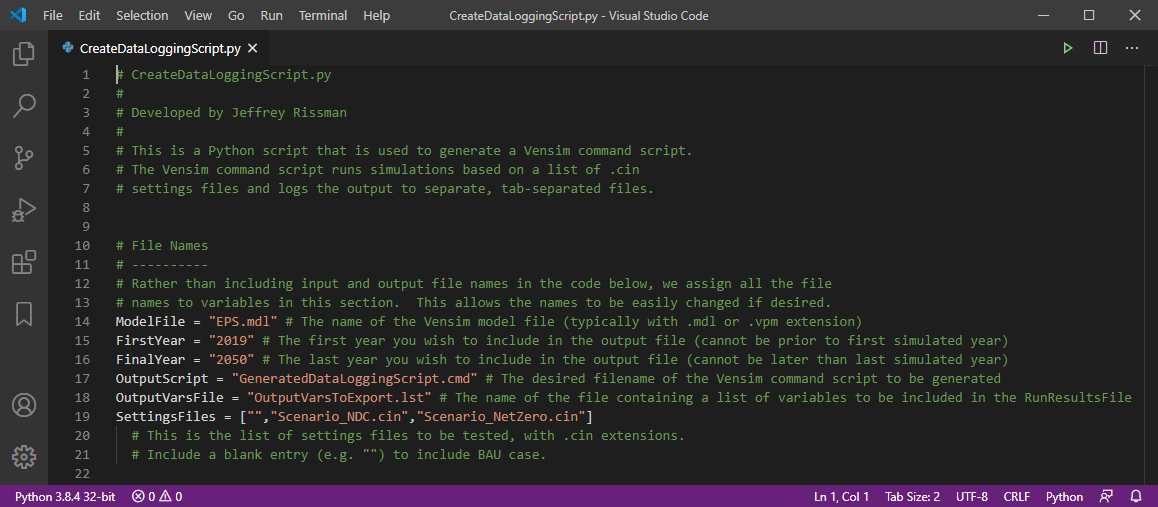 File Edit Selection View Go Run Terminal Help CreateDataLoggingScript.py - Visual Studio Code
CreateDataLoggingScript.py
1 # CreateDataLoggingScript.py
2 #
3 # Developed by Jeffrey Rissman
4 #
5 # This is a Python script that is used to generate a Vensim command script.
6 # The Vensim command script runs simulations based on a list of .cin
7 # settings files and logs the output to separate, tab-separated files.
8
9
10 # File Names
11 # ----------
12 # Rather than including input and output file names in the code below, we assign all the file
13 # names to variables in this section.  This allows the names to be easily changed if desired.
14 ModelFile = "EPS.mdl" # The name of the Vensim model file (typically with .mdl or .vpm extension)
15 FirstYear = "2019" # The first year you wish to include in the output file (cannot be prior to first simulated year)
16 FinalYear = "2050" # The last year you wish to include in the output file (cannot be later than last simulated year)
17 OutputScript = "GeneratedDataLoggingScript.cmd" # The desired filename of the Vensim command script to be generated
18 OutputVarsFile = "OutputVarsToExport.lst" # The name of the file containing a list of variables to be included in the RunResultsFile
19 SettingsFiles = ["","Scenario_NDC.cin","Scenario_NetZero.cin"]
20   # This is the list of settings files to be tested, with .cin extensions.
21   # Include a blank entry (e.g. "") to include BAU case.
22
Python 3.8.4 32-bit 0 0 Ln 1, Col 1 Tab Size: 2 UTF-8 CRLF Python